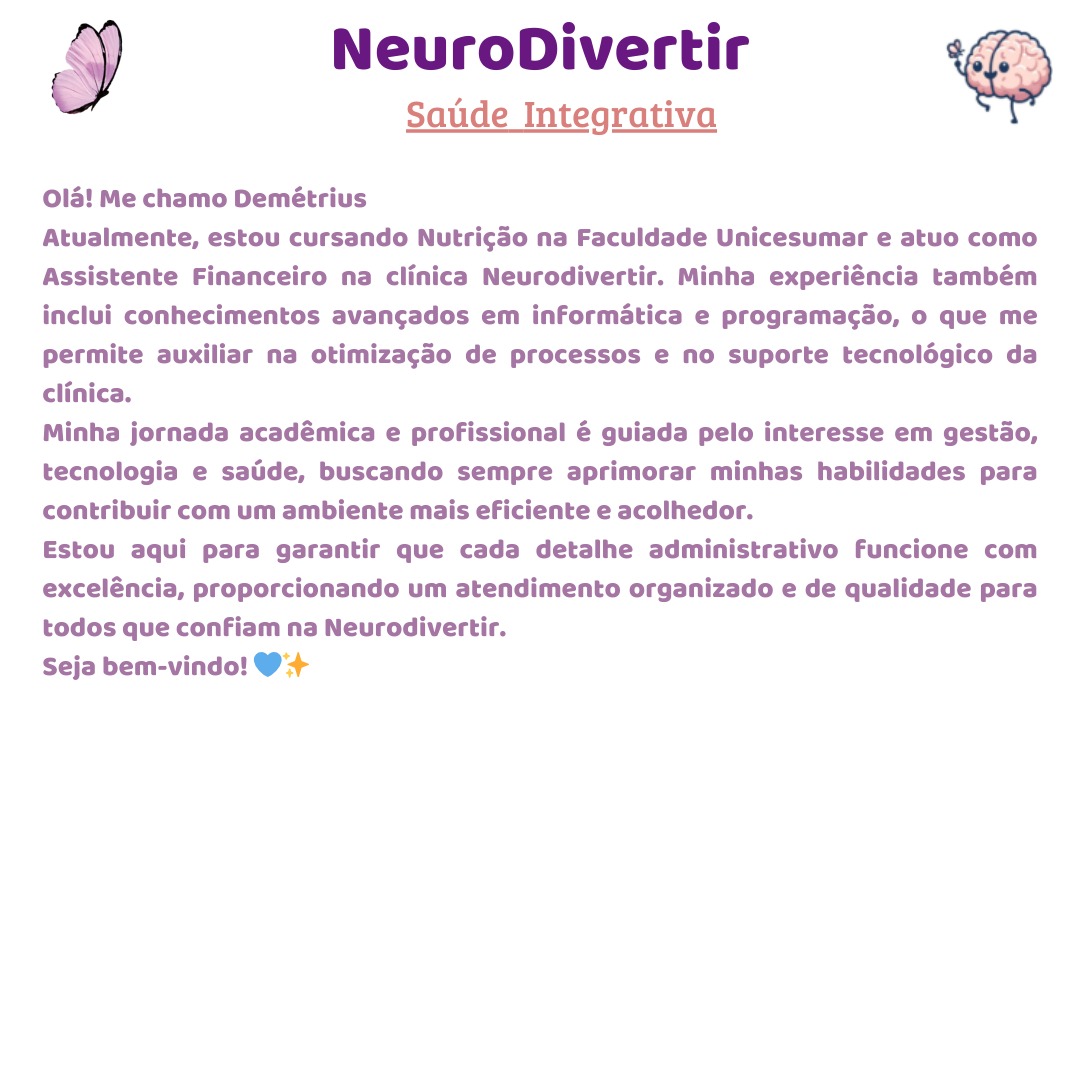 NeuroDivertir
Saúde Integrativa
Olá! Me chamo Demétrius
Atualmente, estou cursando Nutrição na Faculdade Unicesumar e atuo como
Assistente Financeiro na clínica Neurodivertir. Minha experiência também
inclui conhecimentos avançados em informática e programação, o que me
permite auxiliar na otimização de processos e no suporte tecnológico da
clínica.
Minha jornada acadêmica e profissional é guiada pelo interesse em gestão,
tecnologia e saúde, buscando sempre aprimorar minhas habilidades para
contribuir com um ambiente mais eficiente e acolhedor.
Estou aqui para garantir que cada detalhe administrativo funcione com
excelência, proporcionando um atendimento organizado e de qualidade para
todos que confiam na Neurodivertir.
Seja bem-vindo! 💙✨